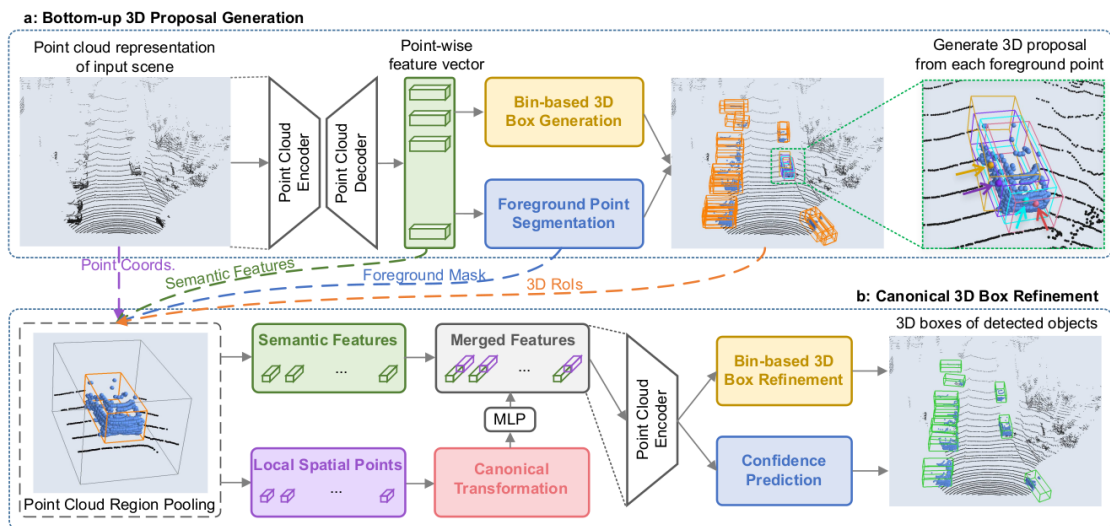 a: Bottom-up 3D Proposal Generation
Point cloud representation
of input scene
Point Cloud
Encoder
Point Cloud
Decoder
Point-wise
feature vector
Bin-based 3D
Box Generation
Foreground Point
Segmentation
Generate 3D proposal
from each foreground point
Point Coords.
Semantic Features
Foreground Mask
3D RoIs
b: Canonical 3D Box Refinement
Point Cloud Region Pooling
Semantic Features
...
Local Spatial Points
...
Merged Features
...
MLP
Canonical
Transformation
Point Cloud
Encoder
Bin-based 3D
Box Refinement
Confidence
Prediction
3D boxes of detected objects